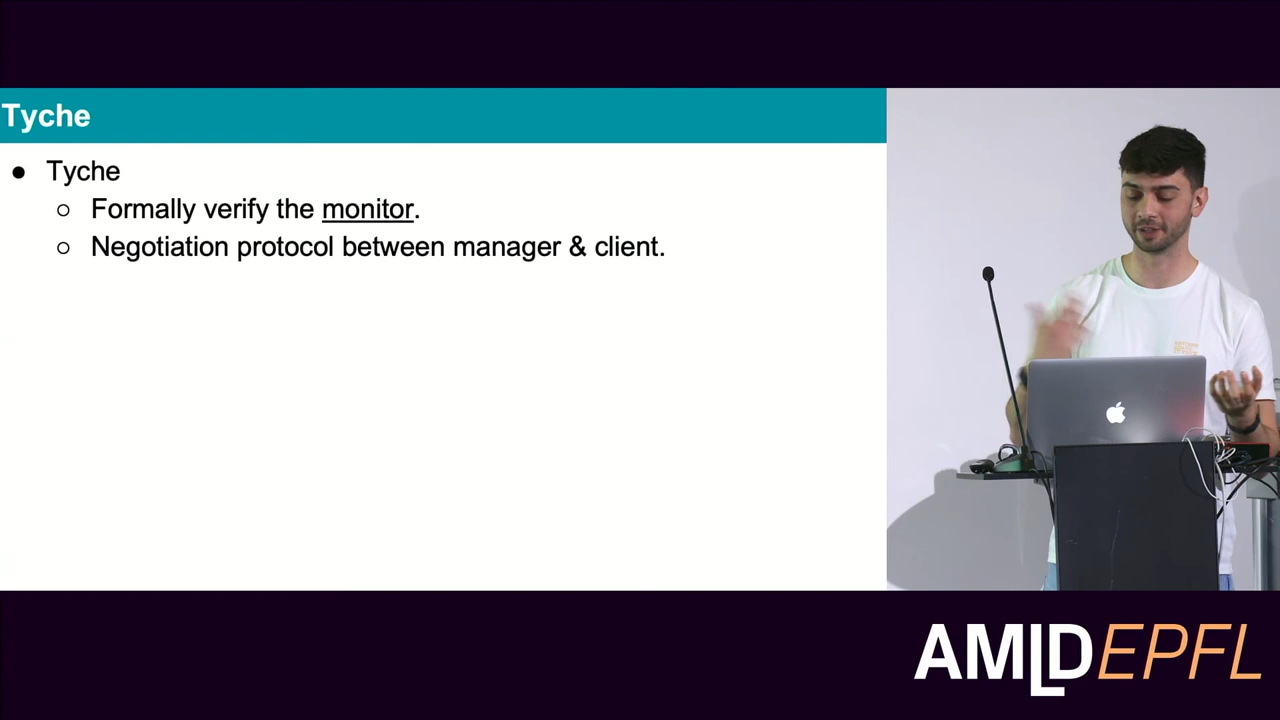 Tyche
● Tyche
○ Formally verify the monitor.
○ Negotiation protocol between manager & client.
AMLD EPFL